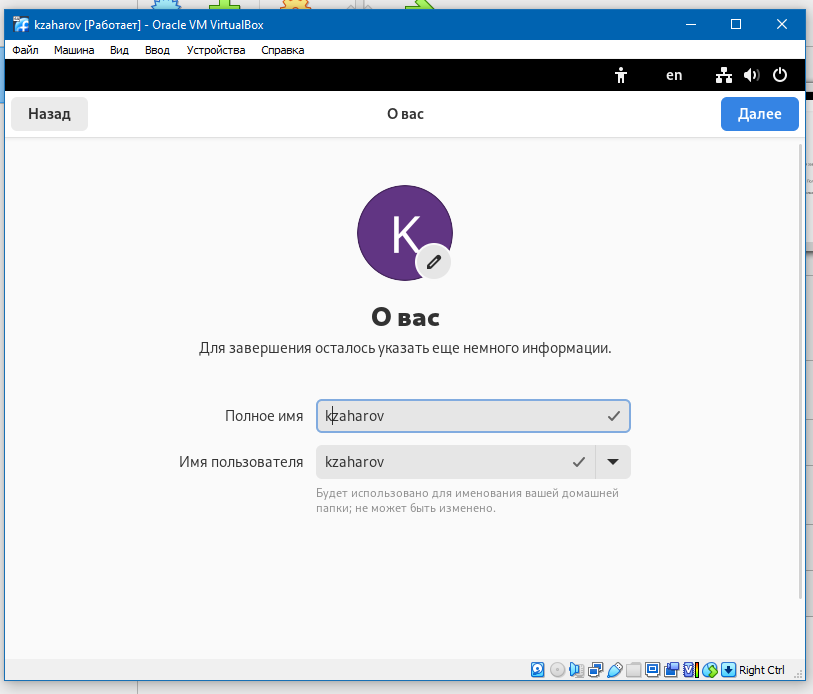 kzaharov [Работает] - Oracle VM VirtualBox
Файл Машина Вид Ввод Устройства Справка
en
Назад О вас Далее
K
О вас
Для завершения осталось указать еще немного информации.
Полное имя kzaharov
Имя пользователя kzaharov
Будет использовано для именования вашей домашней
папки; не может быть изменено.
Right Ctrl